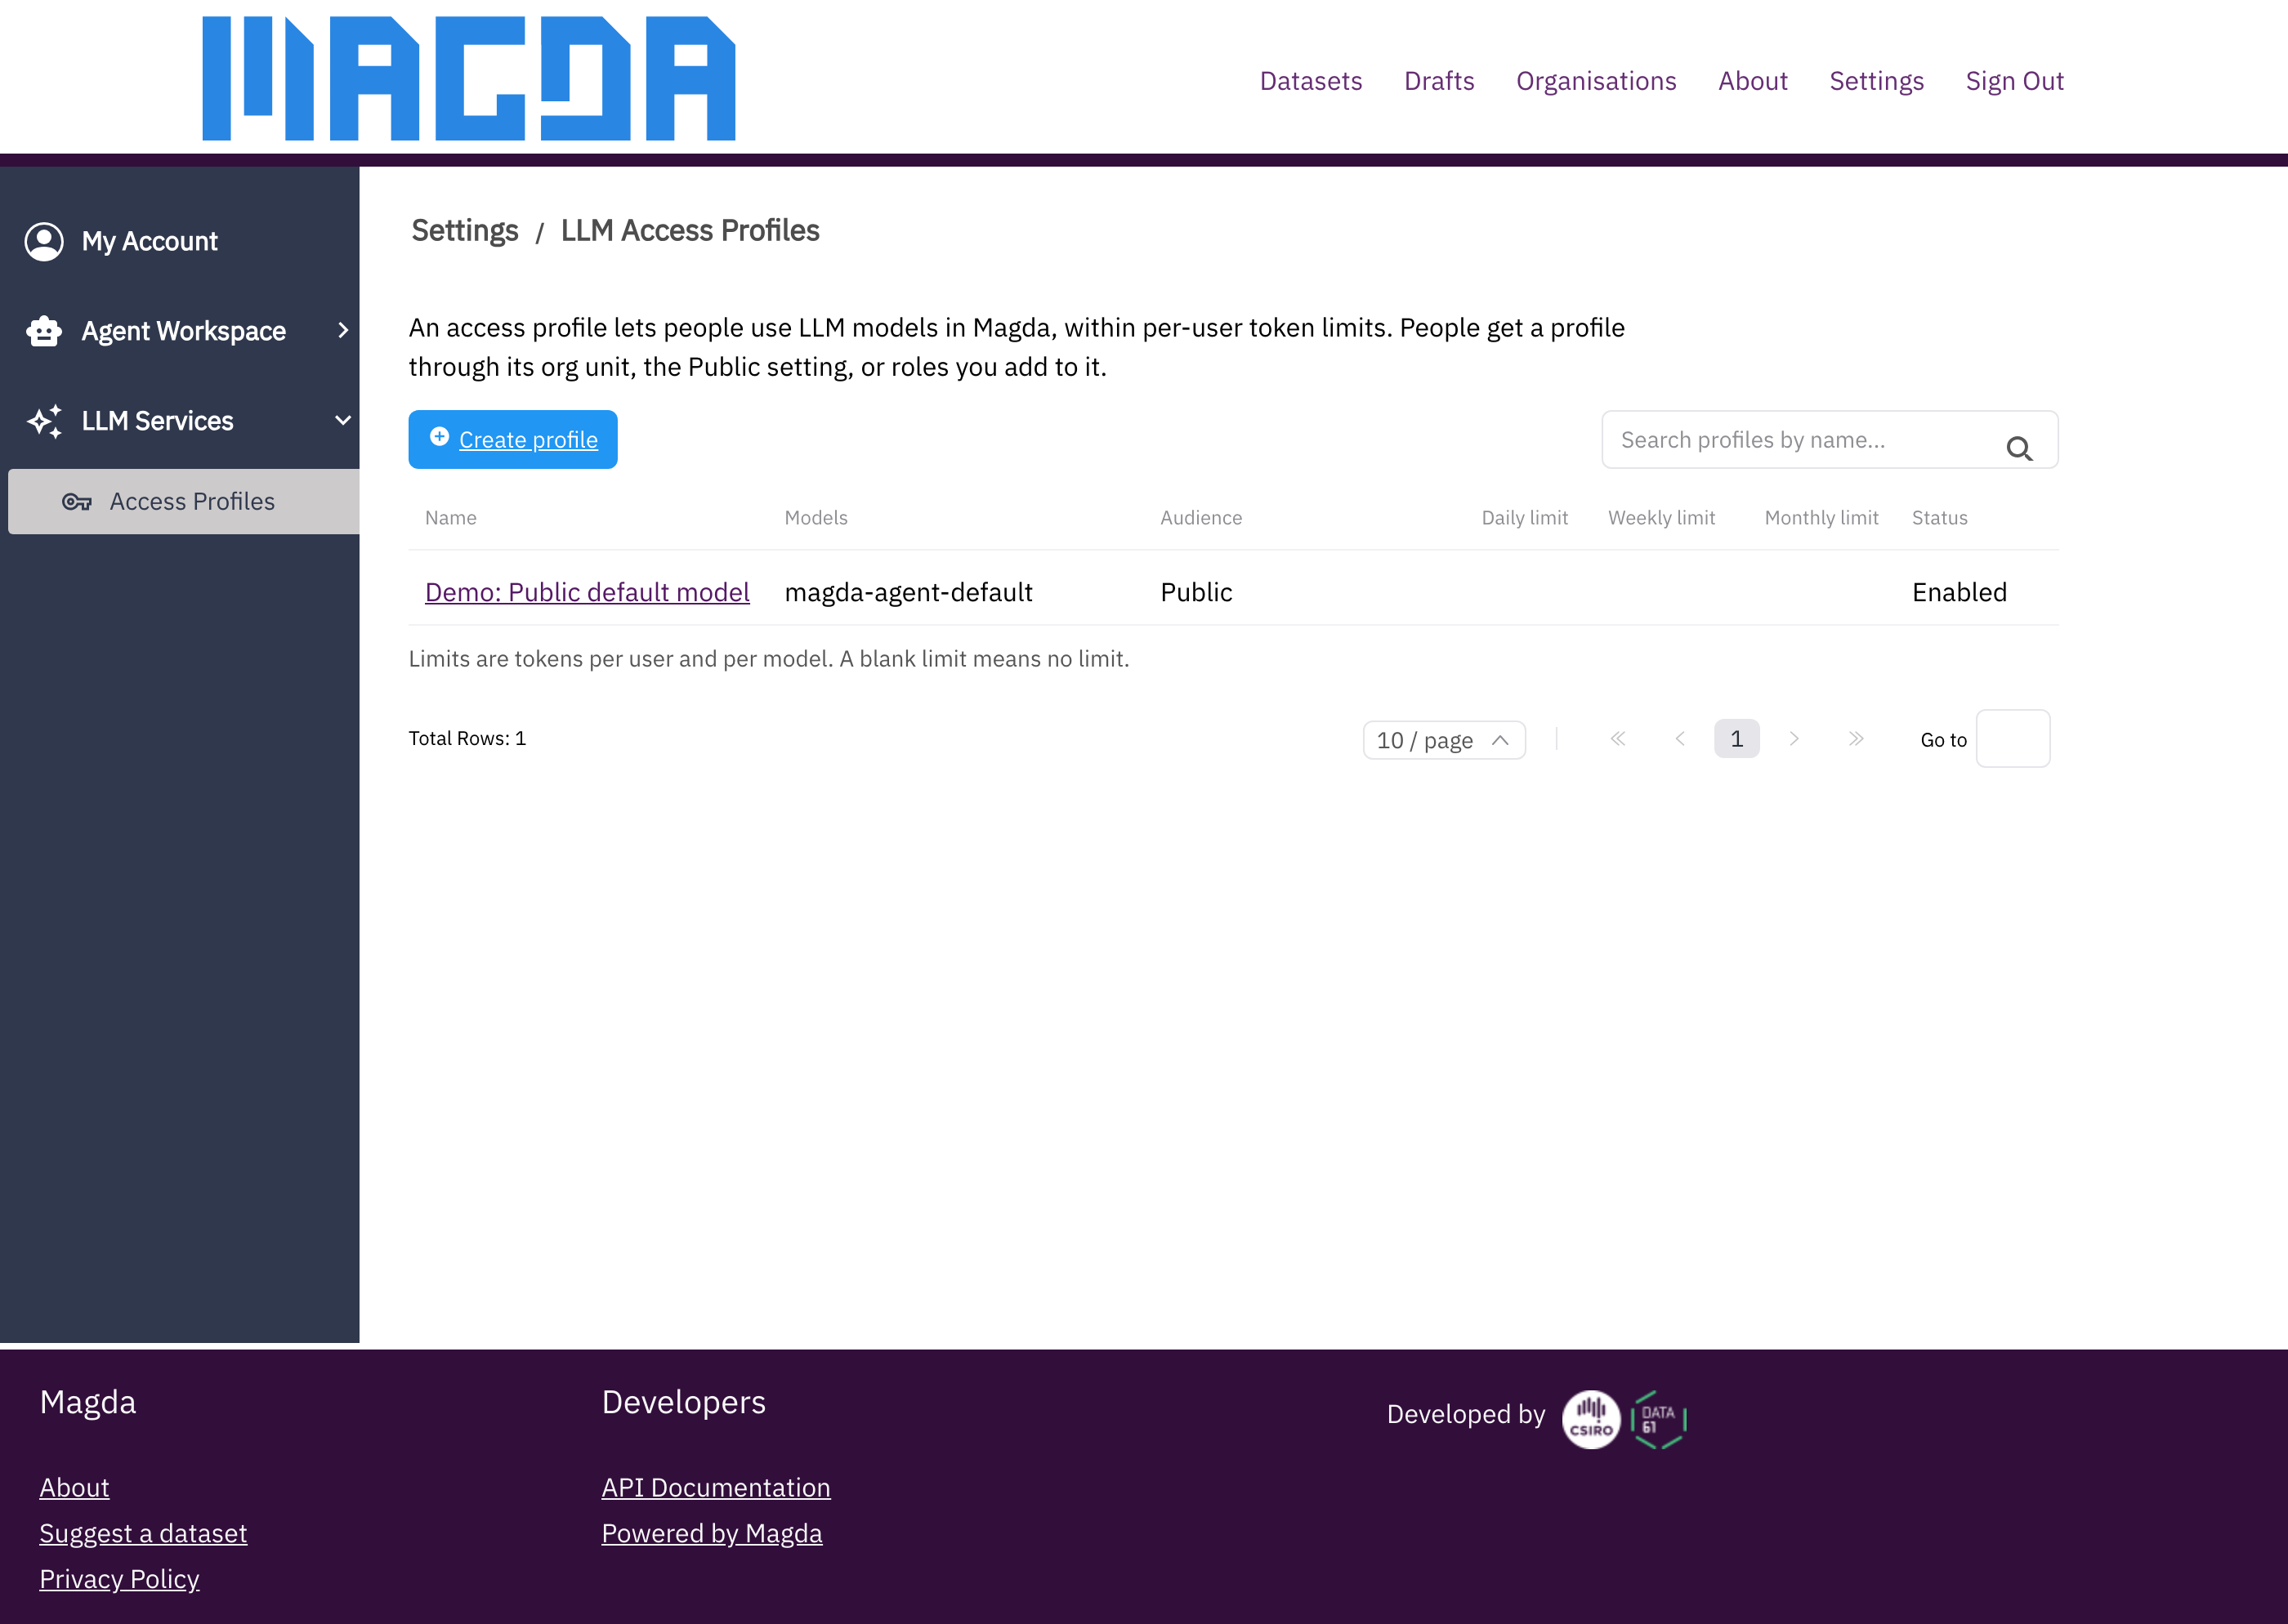 MAGDA
Datasets Drafts Organisations About Settings Sign Out
My Account
Agent Workspace
LLM Services
Access Profiles
Settings / LLM Access Profiles
An access profile lets people use LLM models in Magda, within per-user token limits. People get a profile
through its org unit, the Public setting, or roles you add to it.
Create profile
Search profiles by name...
Name Models Audience Daily limit Weekly limit Monthly limit Status
Demo: Public default model magda-agent-default Public Enabled
Limits are tokens per user and per model. A blank limit means no limit.
Total Rows: 1
10 / page
1
Go to
Magda
About
Suggest a dataset
Privacy Policy
Developers
API Documentation
Powered by Magda
Developed by
CSIRO
DATA
61